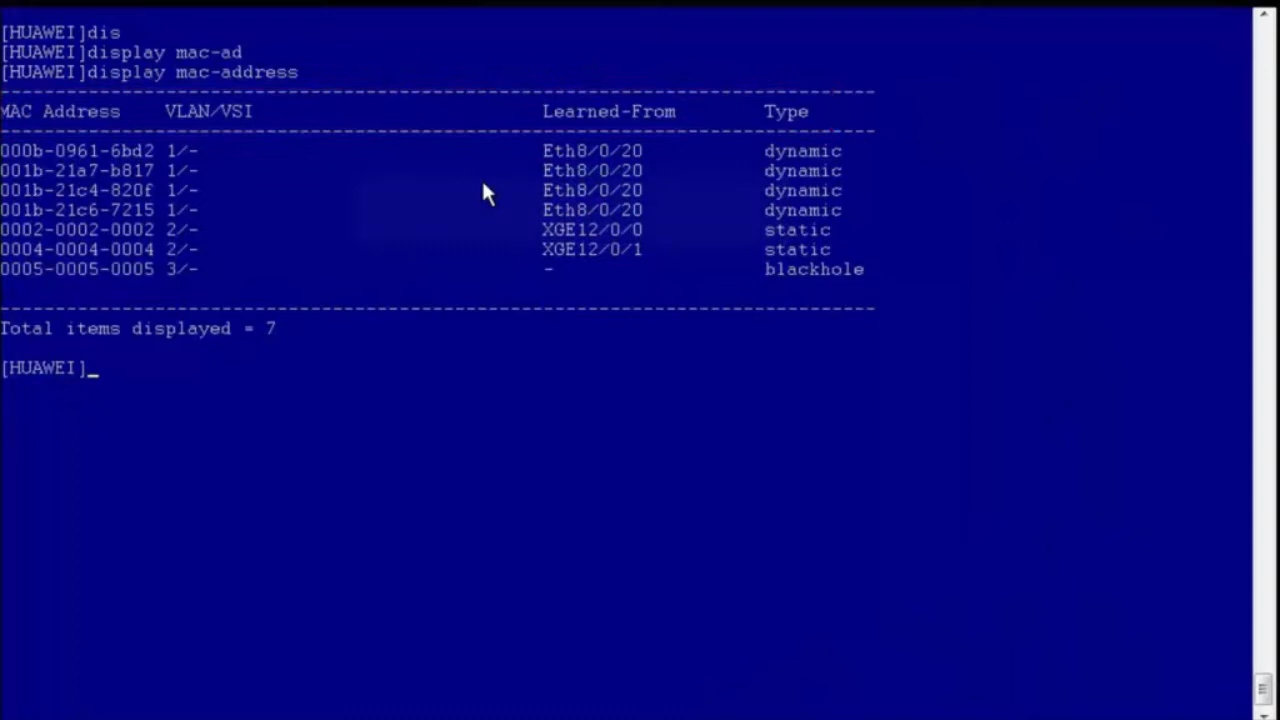 [HUAWEI]dis
[HUAWEI]display mac-ad
[HUAWEI]display mac-address
-------------------------------------------------------------------------------
MAC Address VLAN/VSI Learned-From Type
-------------------------------------------------------------------------------
000b-0961-6bd2 1/- Eth8/0/20 dynamic
001b-21a7-b817 1/- Eth8/0/20 dynamic
001b-21c4-820f 1/- Eth8/0/20 dynamic
001b-21c6-7215 1/- Eth8/0/20 dynamic
0002-0002-0002 2/- XGE12/0/0 static
0004-0004-0004 2/- XGE12/0/1 static
0005-0005-0005 3/- - blackhole
-------------------------------------------------------------------------------
Total items displayed = 7
[HUAWEI]_